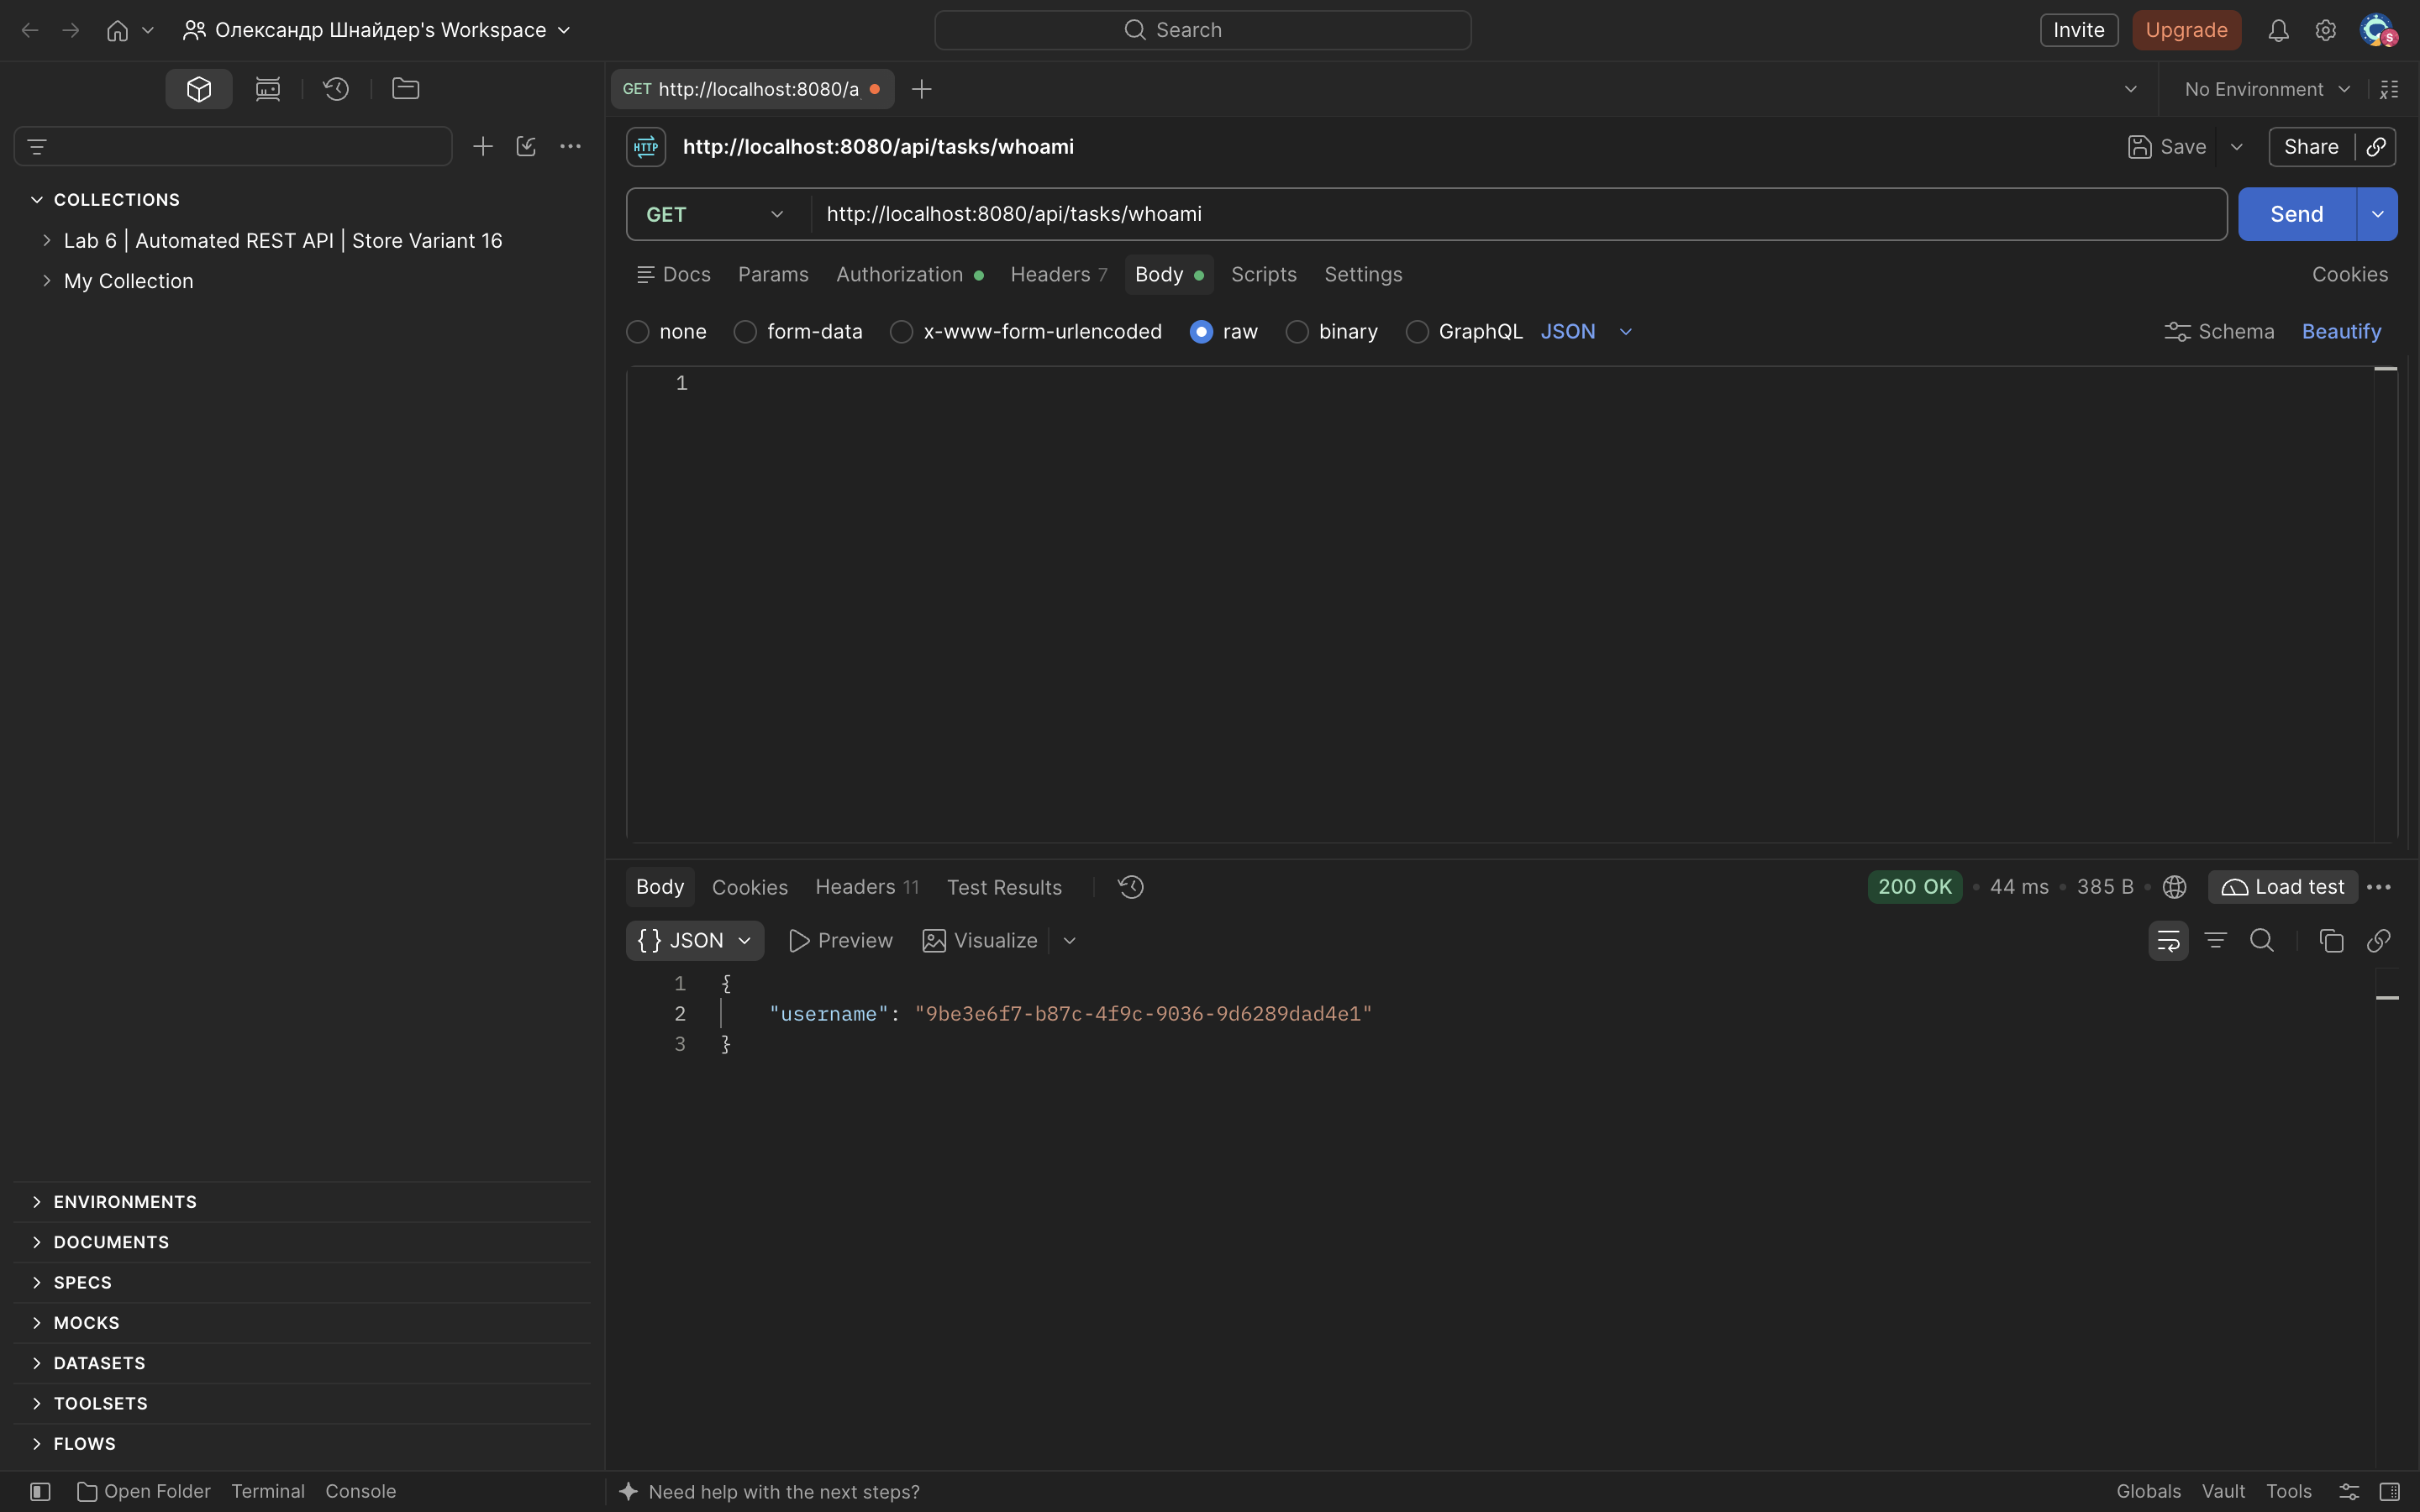 Олександр Шнайдер's Workspace
Search
Invite
Upgrade
S
GET http://localhost:8080/a
No Environment
HTTP
http://localhost:8080/api/tasks/whoami
Save
Share
COLLECTIONS
Lab 6 | Automated REST API | Store Variant 16
My Collection
GET
http://localhost:8080/api/tasks/whoami
Send
Docs Params Authorization Headers 7 Body Scripts Settings Cookies
none form-data x-www-form-urlencoded raw binary GraphQL JSON Schema Beautify
1
Body Cookies Headers 11 Test Results 200 OK 44 ms 385 B Load test
{} JSON Preview Visualize
1 {
2 "username": "9be3e6f7-b87c-4f9c-9036-9d6289dad4e1"
3 }
ENVIRONMENTS
DOCUMENTS
SPECS
MOCKS
DATASETS
TOOLSETS
FLOWS
Open Folder Terminal Console Need help with the next steps? Globals Vault Tools